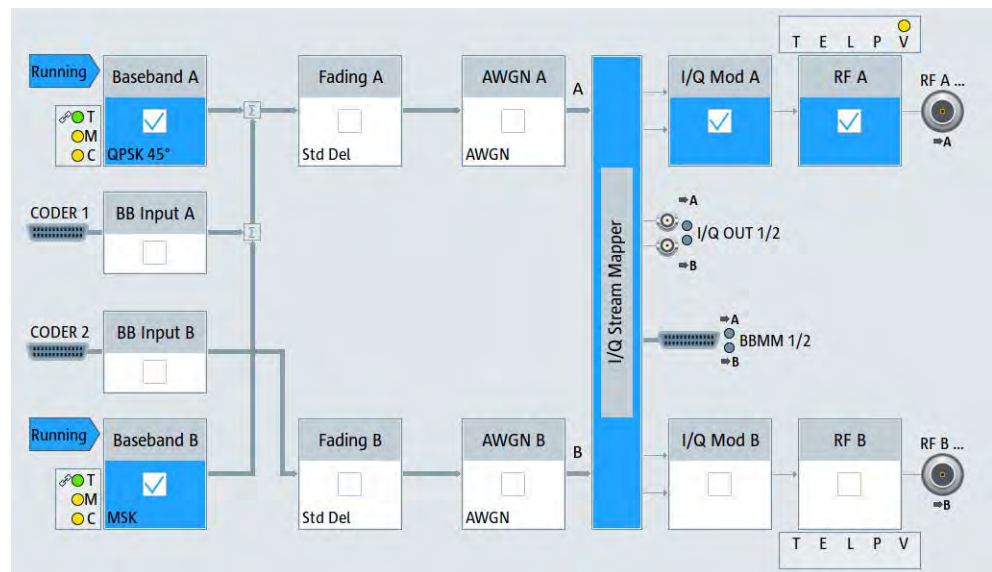 T E L P V
Running
Baseband A
Fading A
AWGN A
A
I/Q Mod A
RF A
RF A ...
T
M
C
QPSK 45°
Σ
Std Del
AWGN
➡A
CODER 1
BB Input A
Σ
➡A
I/Q OUT 1/2
➡B
I/Q Stream Mapper
CODER 2
BB Input B
➡A
BBMM 1/2
➡B
Running
Baseband B
Fading B
AWGN B
B
I/Q Mod B
RF B
RF B ...
T
M
C
MSK
Std Del
AWGN
➡B
T E L P V